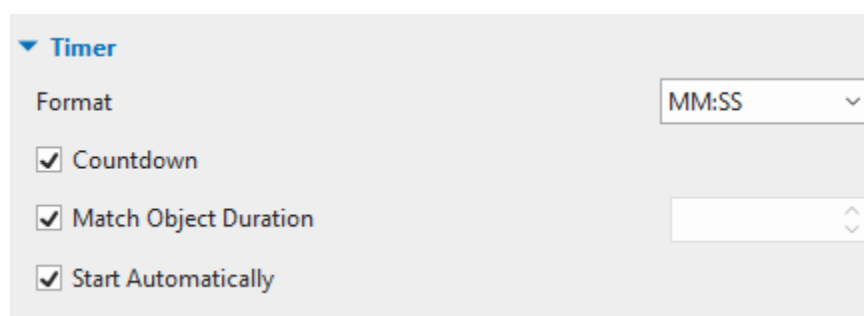 Timer
Format MM:SS
Countdown
Match Object Duration
Start Automatically